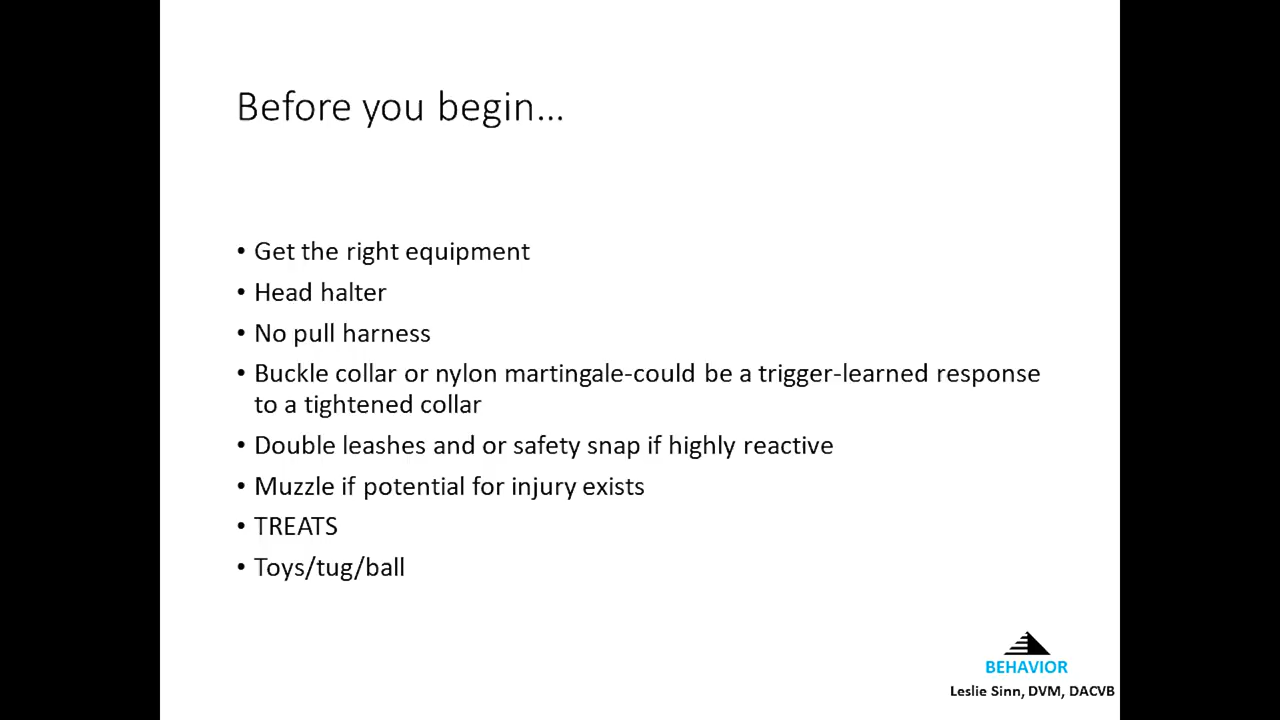 Before you begin...
• Get the right equipment
• Head halter
• No pull harness
• Buckle collar or nylon martingale-could be a trigger-learned response
to a tightened collar
• Double leashes and or safety snap if highly reactive
• Muzzle if potential for injury exists
• TREATS
• Toys/tug/ball
BEHAVIOR
Leslie Sinn, DVM, DACVB